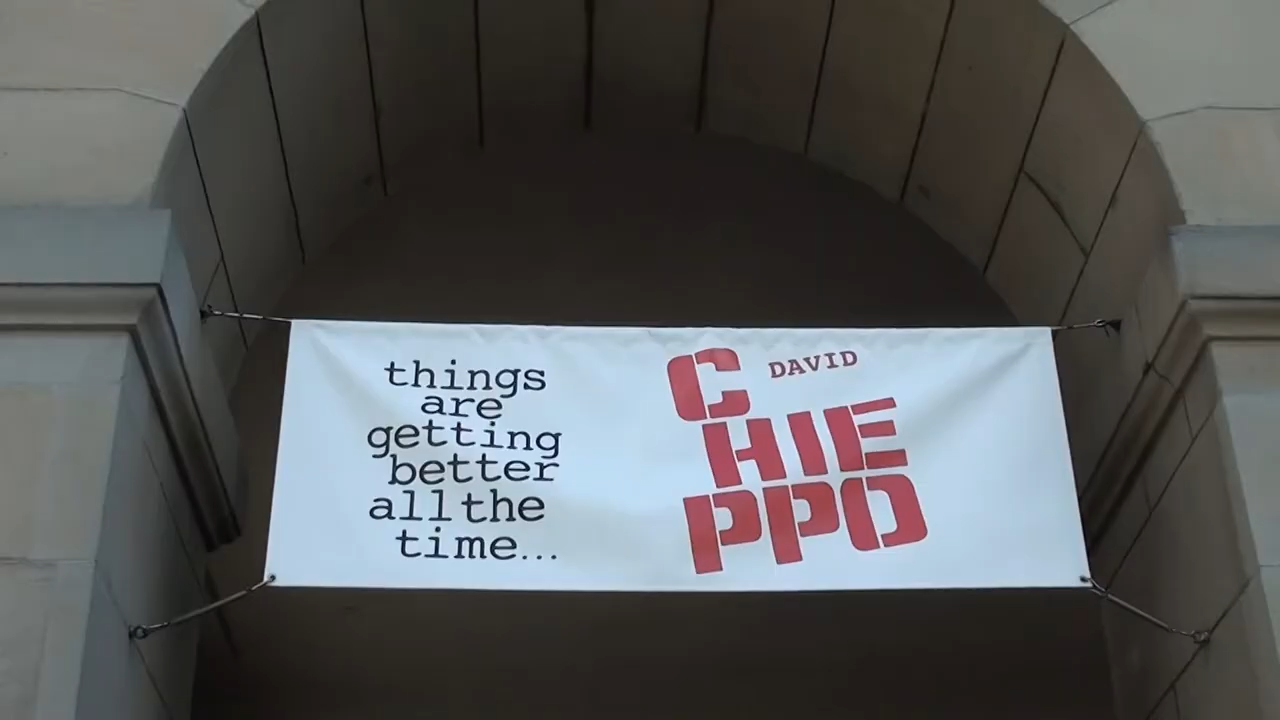 things
are
getting
better
all the
time...
DAVID
C
HIE
PPO